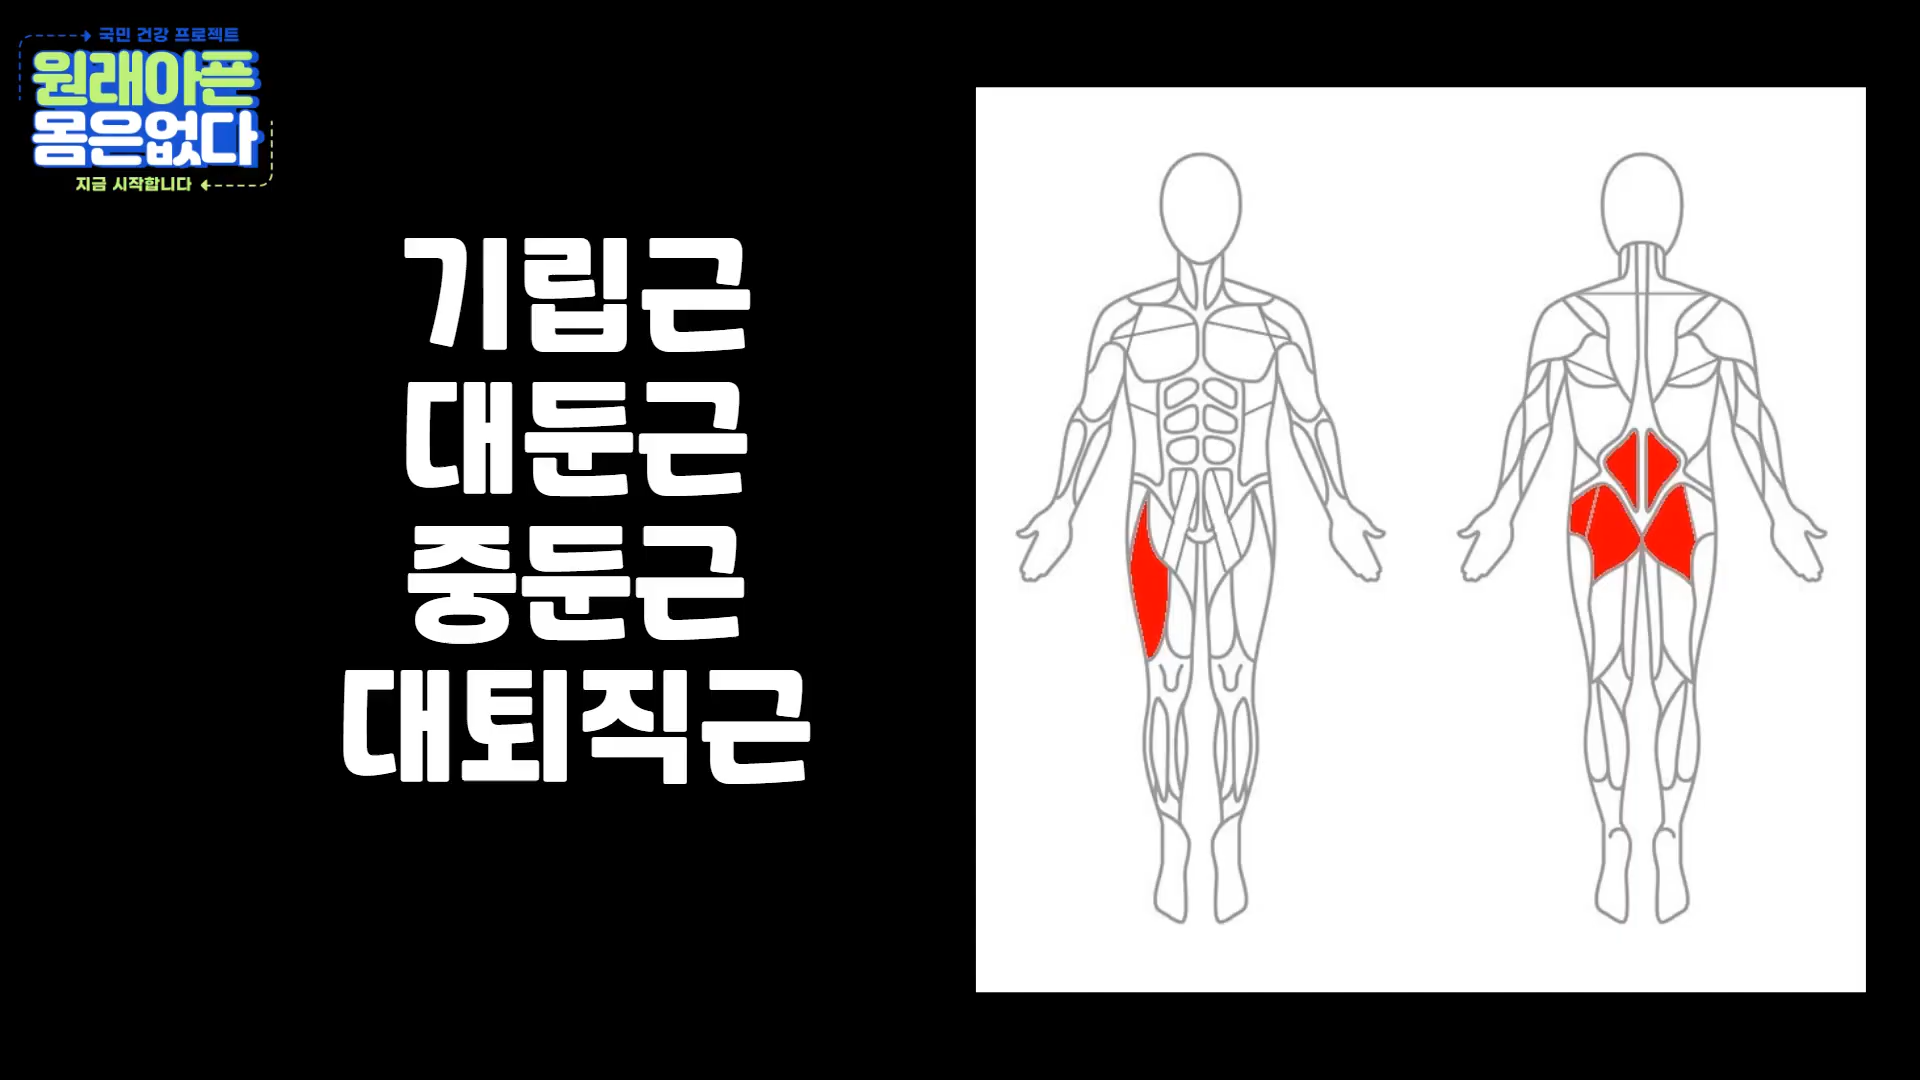 국민 건강 프로젝트
원래아픈
몸은없다
지금 시작합니다
기립근
대둔근
중둔근
대퇴직근